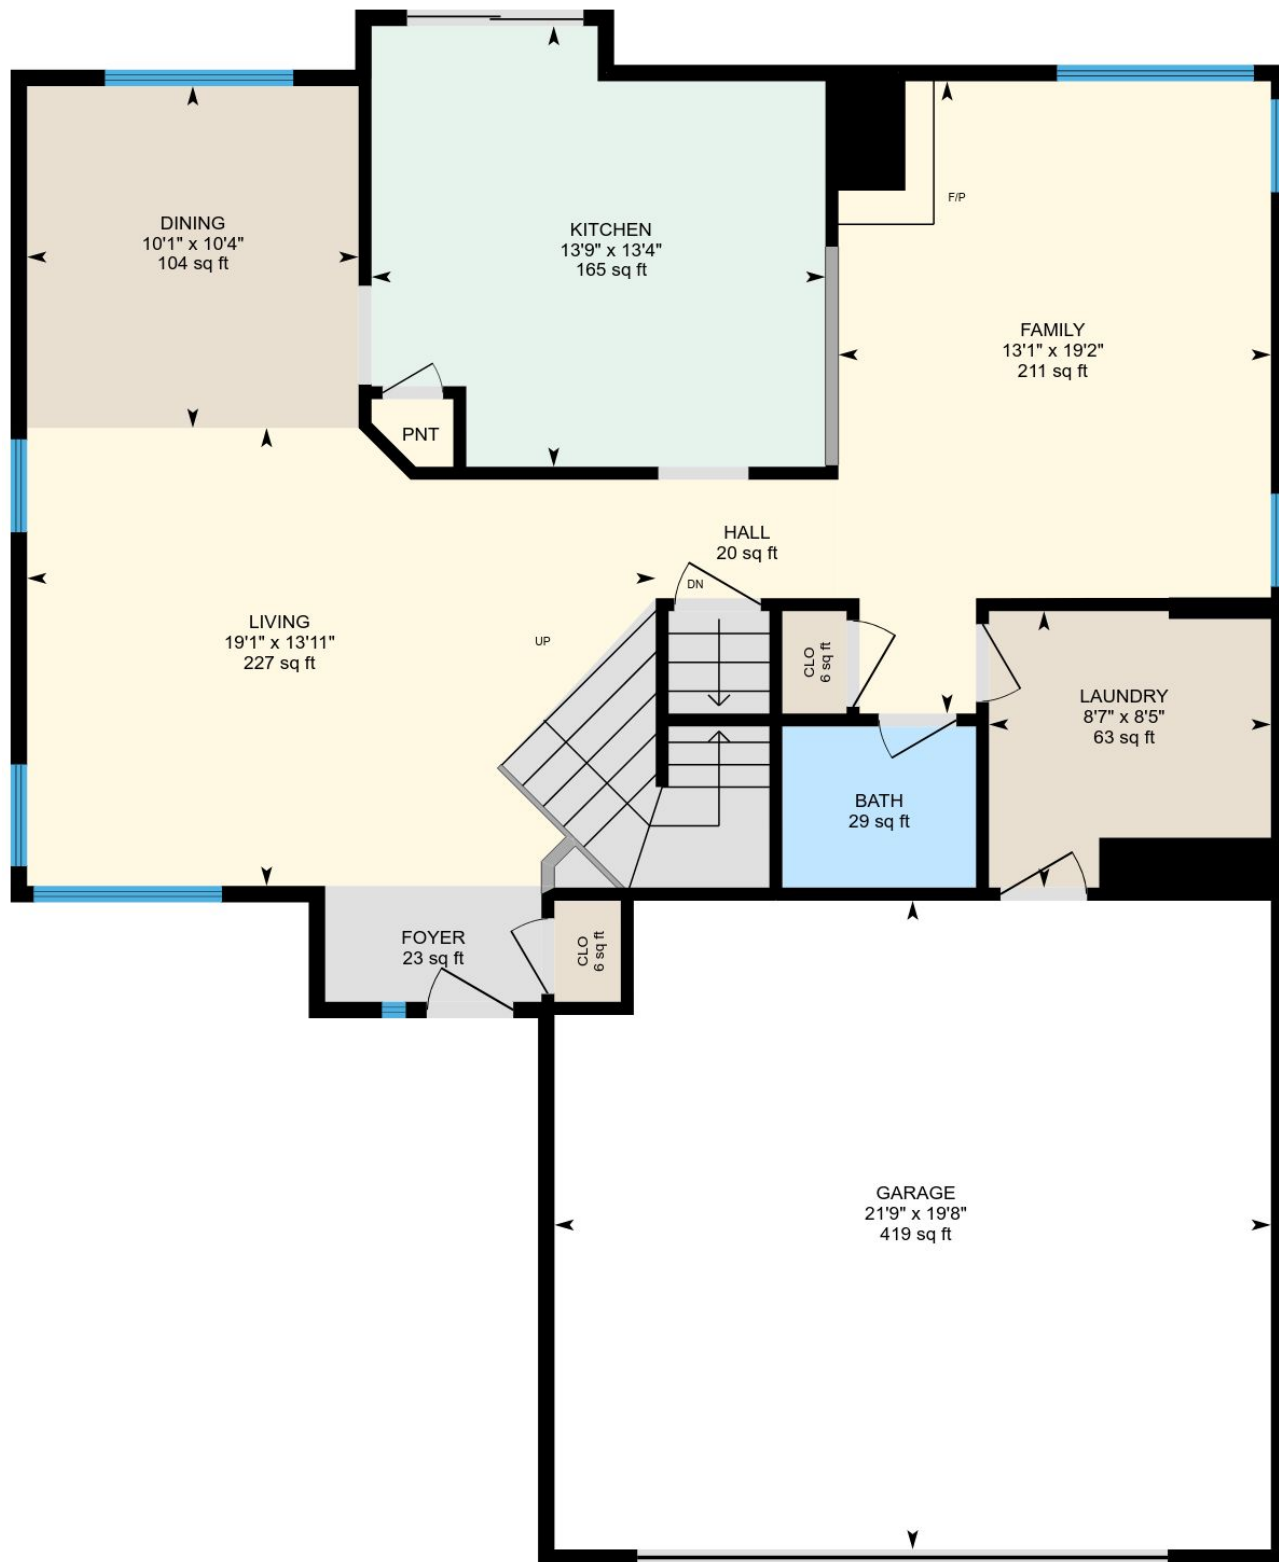 DINING
10'1" x 10'4"
104 sq ft
KITCHEN
13'9" x 13'4"
165 sq ft
F/P
FAMILY
13'1" x 19'2"
211 sq ft
PNT
HALL
20 sq ft
DN
LIVING
19'1" x 13'11"
227 sq ft
UP
CLO
6 sq ft
LAUNDRY
8'7" x 8'5"
63 sq ft
BATH
29 sq ft
FOYER
23 sq ft
CLO
6 sq ft
GARAGE
21'9" x 19'8"
419 sq ft